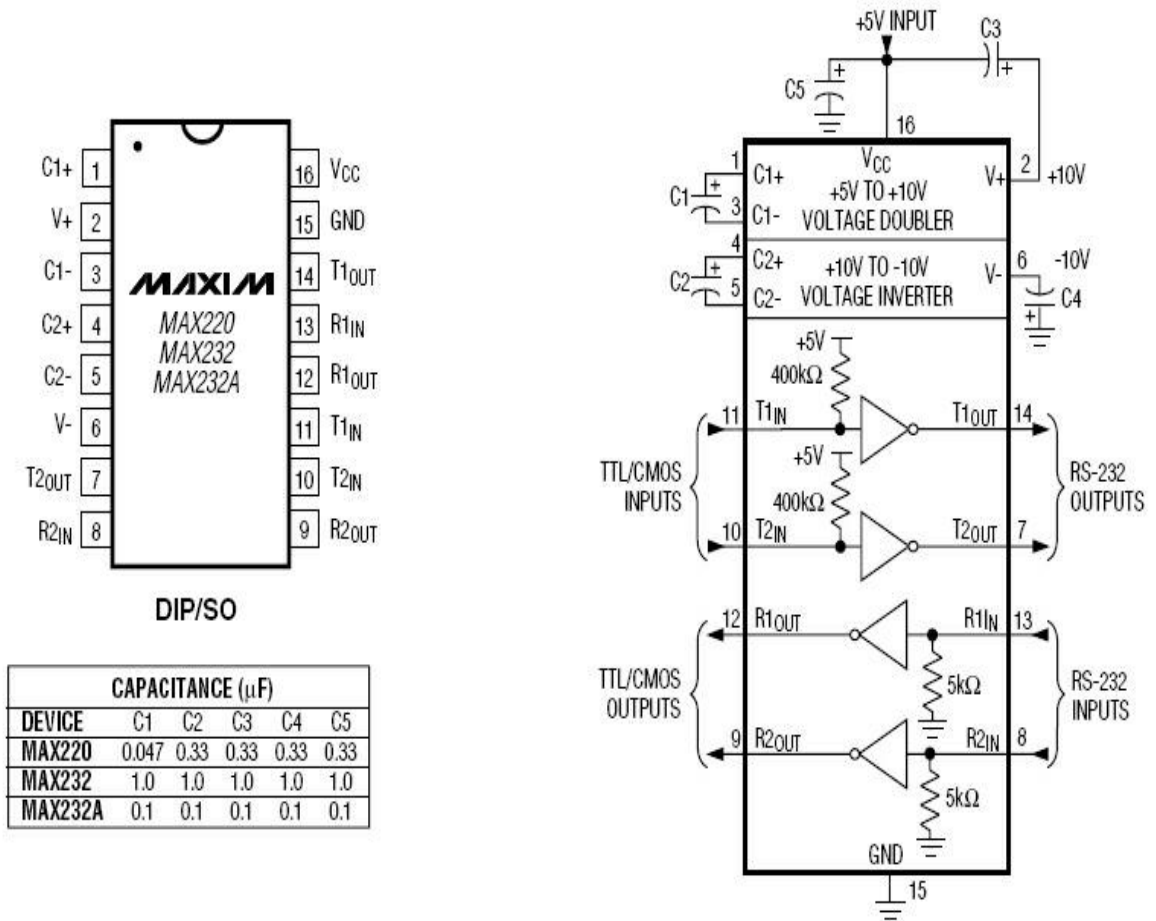 C1+ 1
V+ 2
C1- 3
C2+ 4
C2- 5
V- 6
T2OUT 7
R2IN 8
16 VCC
15 GND
14 T1OUT
13 R1IN
12 R1OUT
11 T1IN
10 T2IN
9 R2OUT
MAXIM
MAX220
MAX232
MAX232A
DIP/SO
CAPACITANCE (µF)
DEVICE C1 C2 C3 C4 C5
MAX220 0.047 0.33 0.33 0.33 0.33
MAX232 1.0 1.0 1.0 1.0 1.0
MAX232A 0.1 0.1 0.1 0.1 0.1
+5V INPUT
C3
+
+
C5
16
1
VCC
2
C1+
V+
+10V
+
C1
+5V TO +10V
VOLTAGE DOUBLER
3
C1-
4
C2+
+
C2
5
C2-
+10V TO -10V
VOLTAGE INVERTER
6
V-
-10V
+
C4
+5V
400kΩ
11
T1IN
T1OUT
14
TTL/CMOS
INPUTS
+5V
400kΩ
RS-232
OUTPUTS
10
T2IN
T2OUT
7
12
R1OUT
R1IN
13
TTL/CMOS
OUTPUTS
5kΩ
RS-232
INPUTS
9
R2OUT
R2IN
8
5kΩ
GND
15